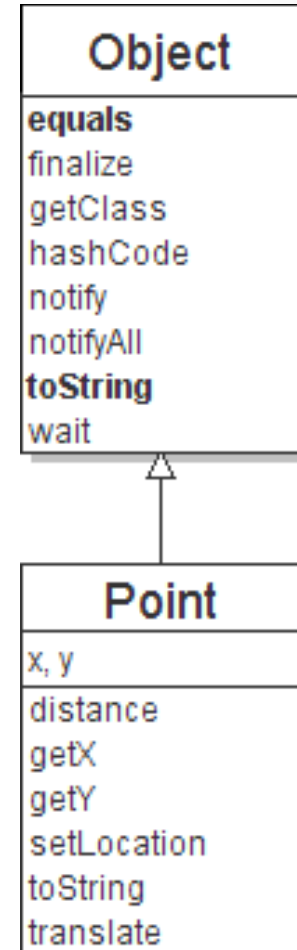 Object
equals
finalize
getClass
hashCode
notify
notifyAll
toString
wait
Point
x, y
distance
getX
getY
setLocation
toString
translate